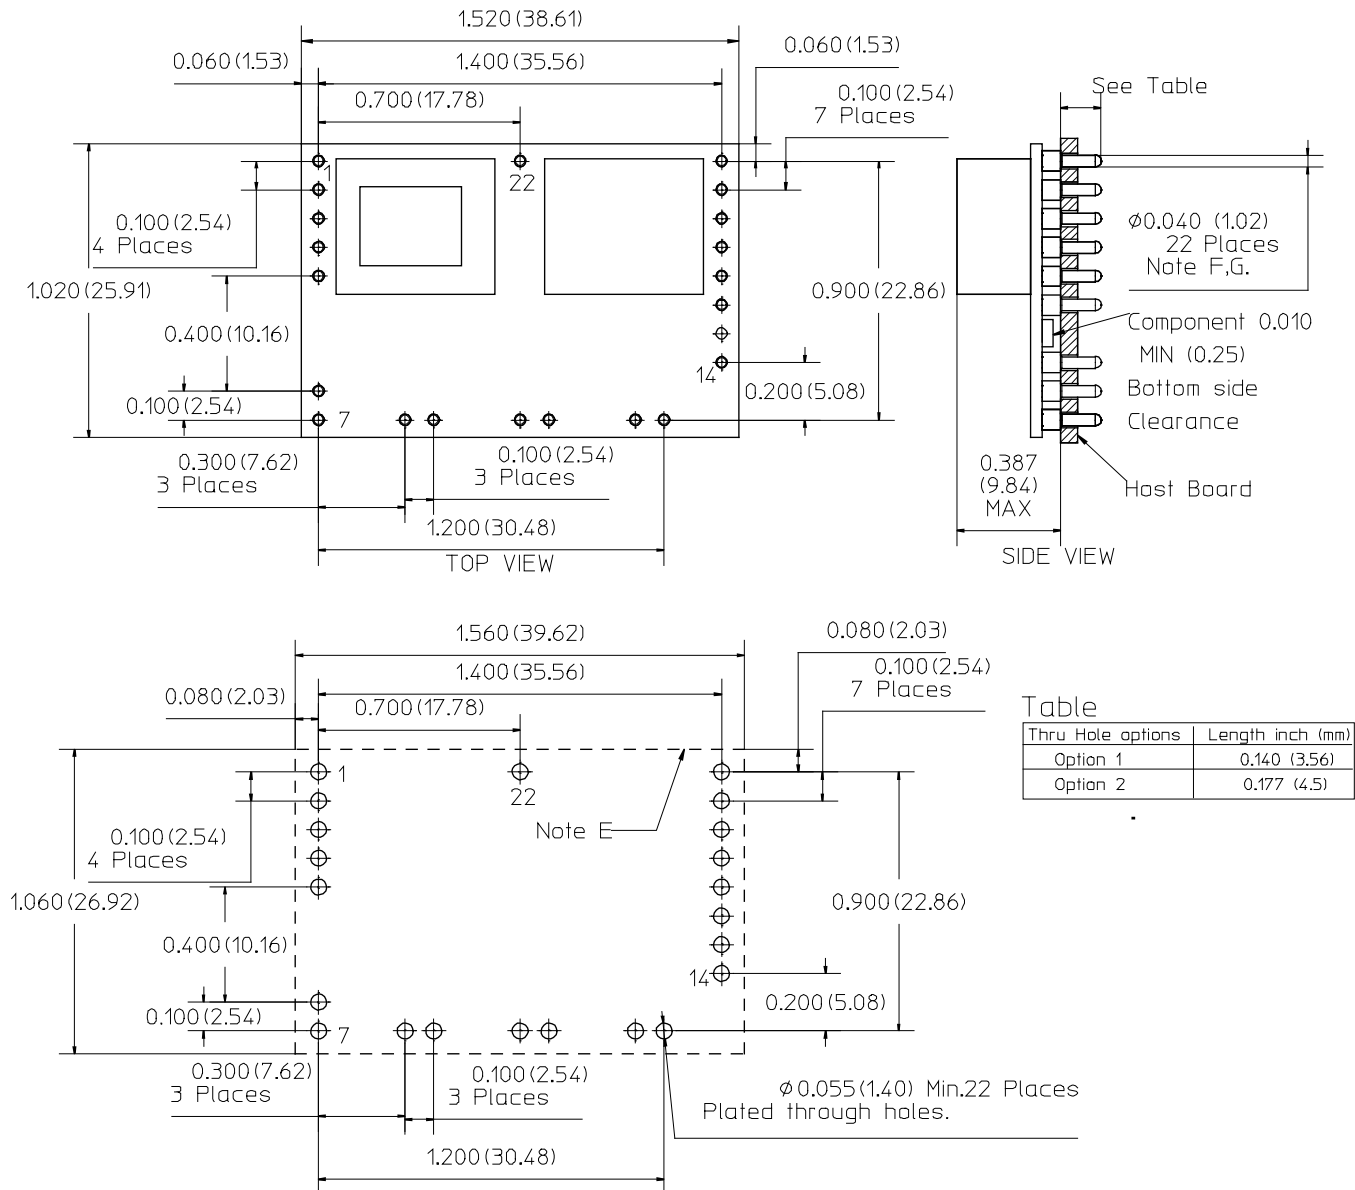 1.520 (38.61)
0.060 (1.53)
1.400 (35.56)
0.060 (1.53)
0.700 (17.78)
0.100 (2.54)
7 Places
See Table
1
22
0.100 (2.54)
4 Places
Ø0.040 (1.02)
22 Places
Note F,G.
1.020 (25.91)
0.900 (22.86)
0.400 (10.16)
Component 0.010
MIN (0.25)
Bottom side
Clearance
14
0.200 (5.08)
0.100 (2.54)
7
0.300 (7.62)
3 Places
0.100 (2.54)
3 Places
0.387
(9.84)
MAX
Host Board
1.200 (30.48)
TOP VIEW
SIDE VIEW
1.560 (39.62)
0.080 (2.03)
1.400 (35.56)
0.100 (2.54)
7 Places
0.080 (2.03)
0.700 (17.78)
Table
Thru Hole options Length inch (mm)
Option 1 0.140 (3.56)
Option 2 0.177 (4.5)
1
22
Note E
0.100 (2.54)
4 Places
1.060 (26.92)
0.900 (22.86)
0.400 (10.16)
14
0.200 (5.08)
0.100 (2.54)
7
0.300 (7.62)
3 Places
0.100 (2.54)
3 Places
Ø0.055 (1.40) Min.22 Places
Plated through holes.
1.200 (30.48)